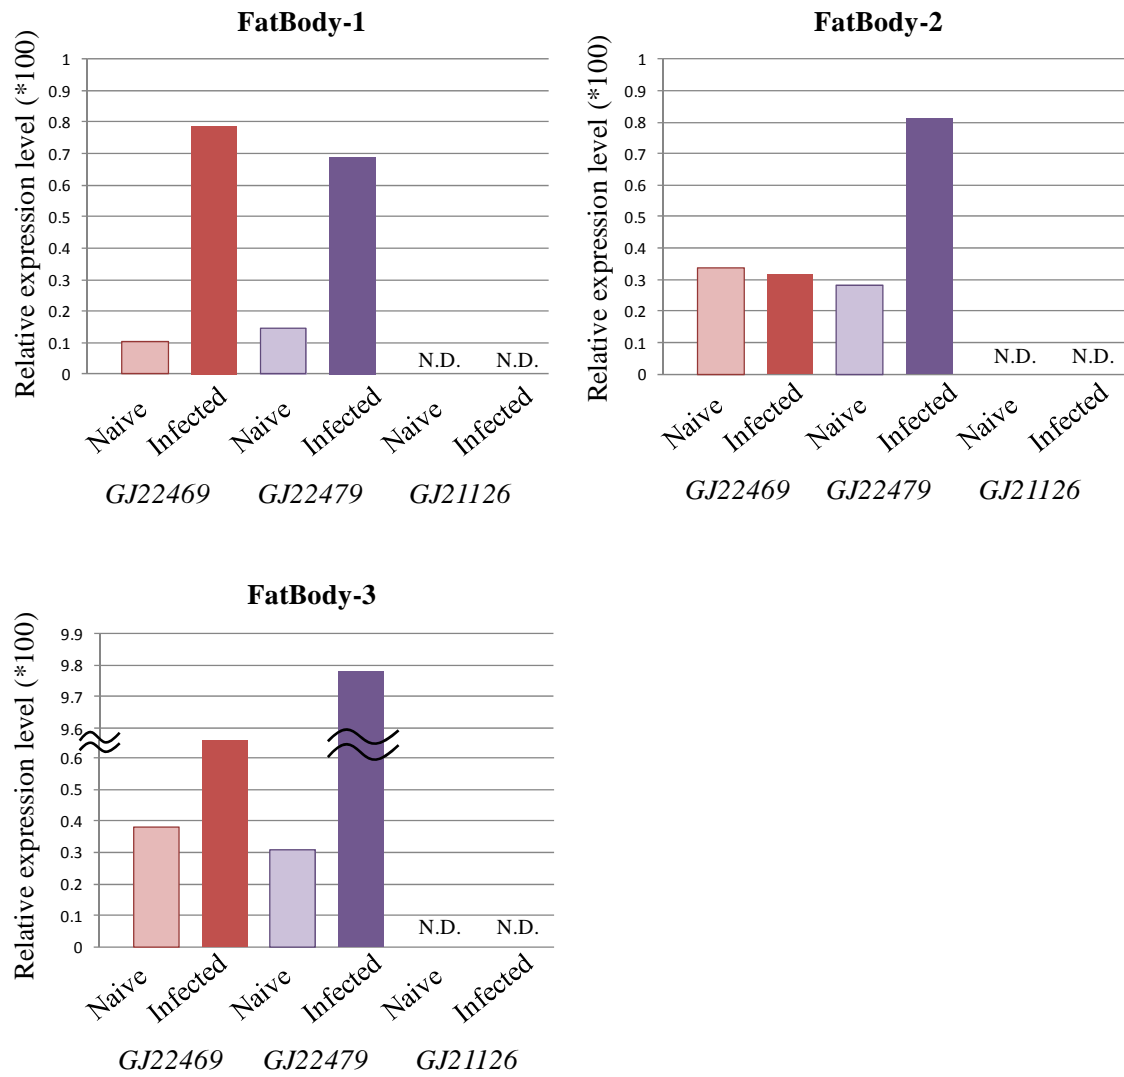 FatBody-1
Relative expression level (*100)
1
0.9
0.8
0.7
0.6
0.5
0.4
0.3
0.2
0.1
0
N.D. N.D.
Naive Infected Naive Infected Naive Infected
GJ22469 GJ22479 GJ21126
FatBody-2
Relative expression level (*100)
1
0.9
0.8
0.7
0.6
0.5
0.4
0.3
0.2
0.1
0
N.D. N.D.
Naive Infected Naive Infected Naive Infected
GJ22469 GJ22479 GJ21126
FatBody-3
Relative expression level (*100)
9.9
9.8
9.7
9.6
0.6
0.5
0.4
0.3
0.2
0.1
0
N.D. N.D.
Naive Infected Naive Infected Naive Infected
GJ22469 GJ22479 GJ21126